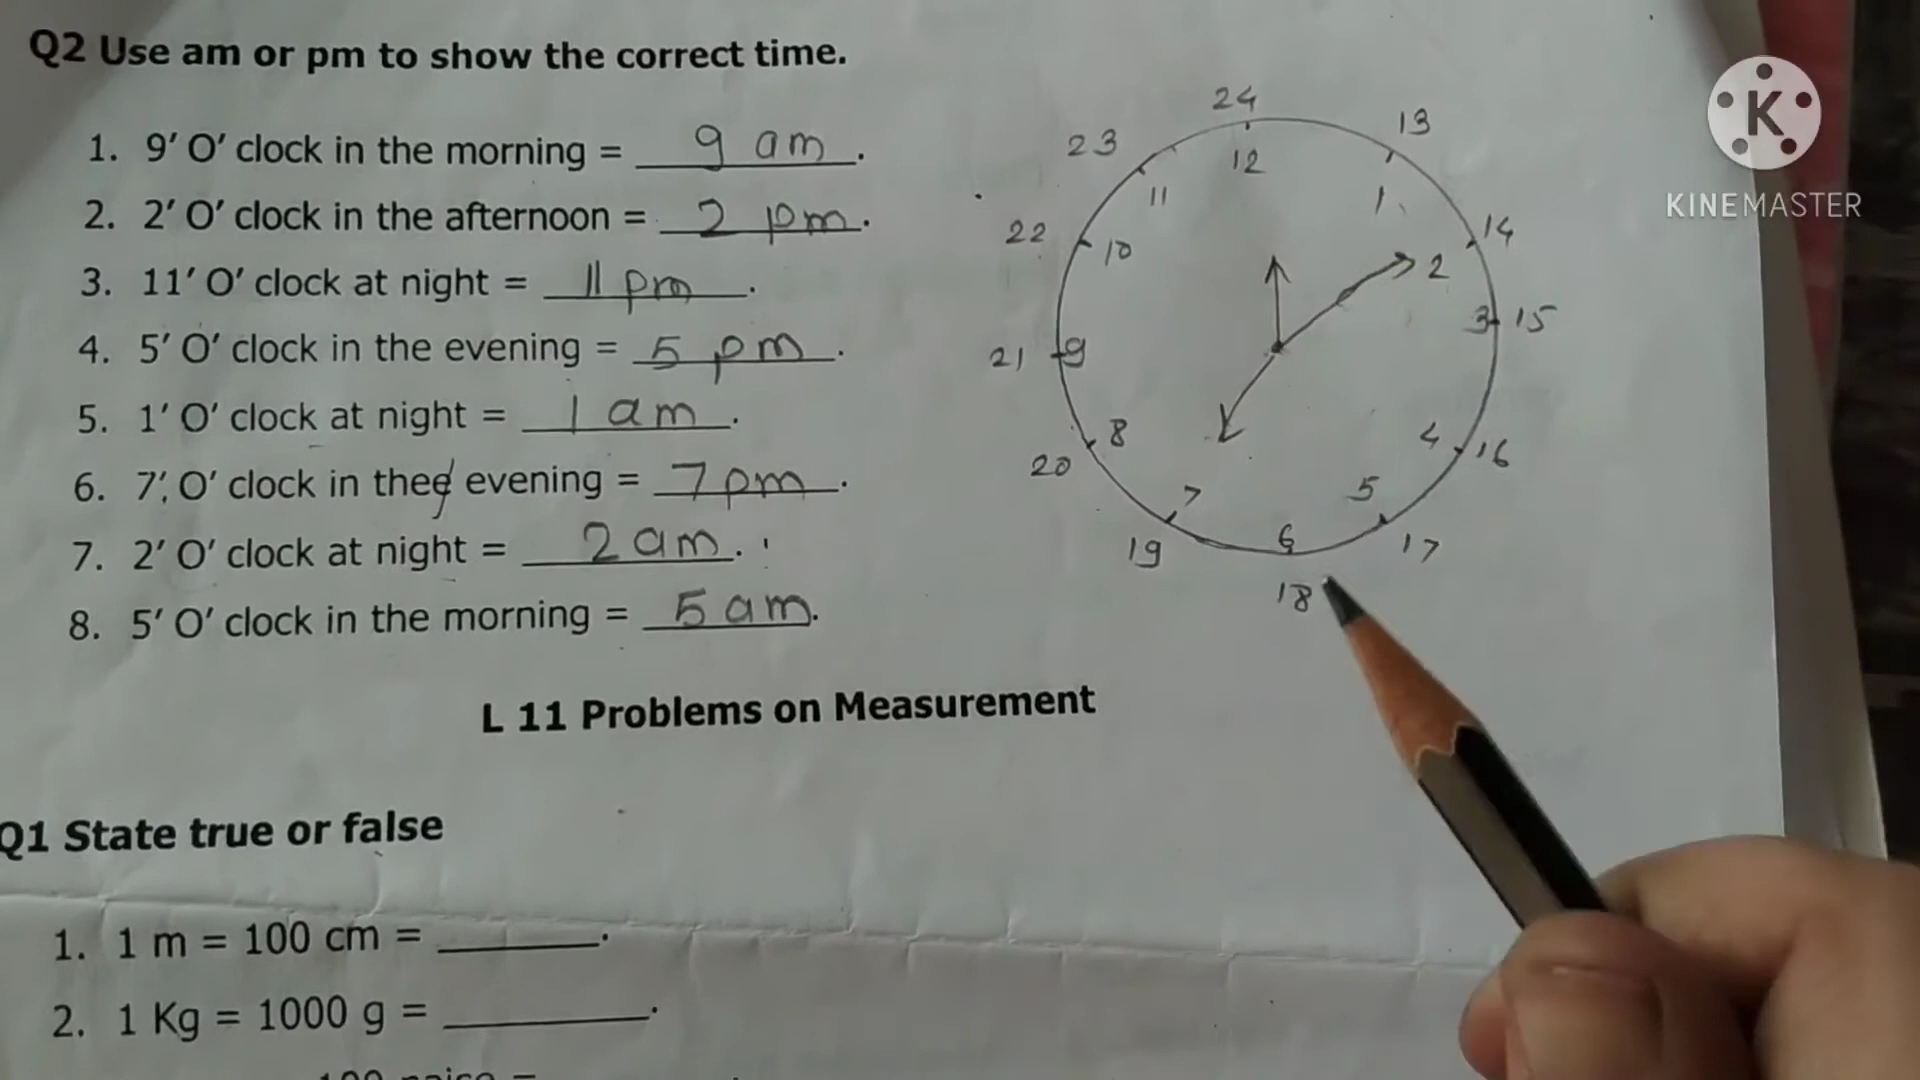 Q2 Use am or pm to show the correct time.
1. 9' O' clock in the morning = 9 am.
2. 2' O' clock in the afternoon = 2 pm.
3. 11' O' clock at night = 11 pm.
4. 5' O' clock in the evening = 5 pm.
5. 1' O' clock at night = 1 am.
6. 7', O' clock in thee evening = 7 pm.
7. 2' O' clock at night = 2 am.
8. 5' O' clock in the morning = 5 am.
24
23 13
12
11 1
22 14
10 2
21 9 3 15
8 4
20 16
7 5
19 6 17
18
K
KINEMASTER
L 11 Problems on Measurement
Q1 State true or false
1. 1 m = 100 cm = ______.
2. 1 Kg = 1000 g = ______.